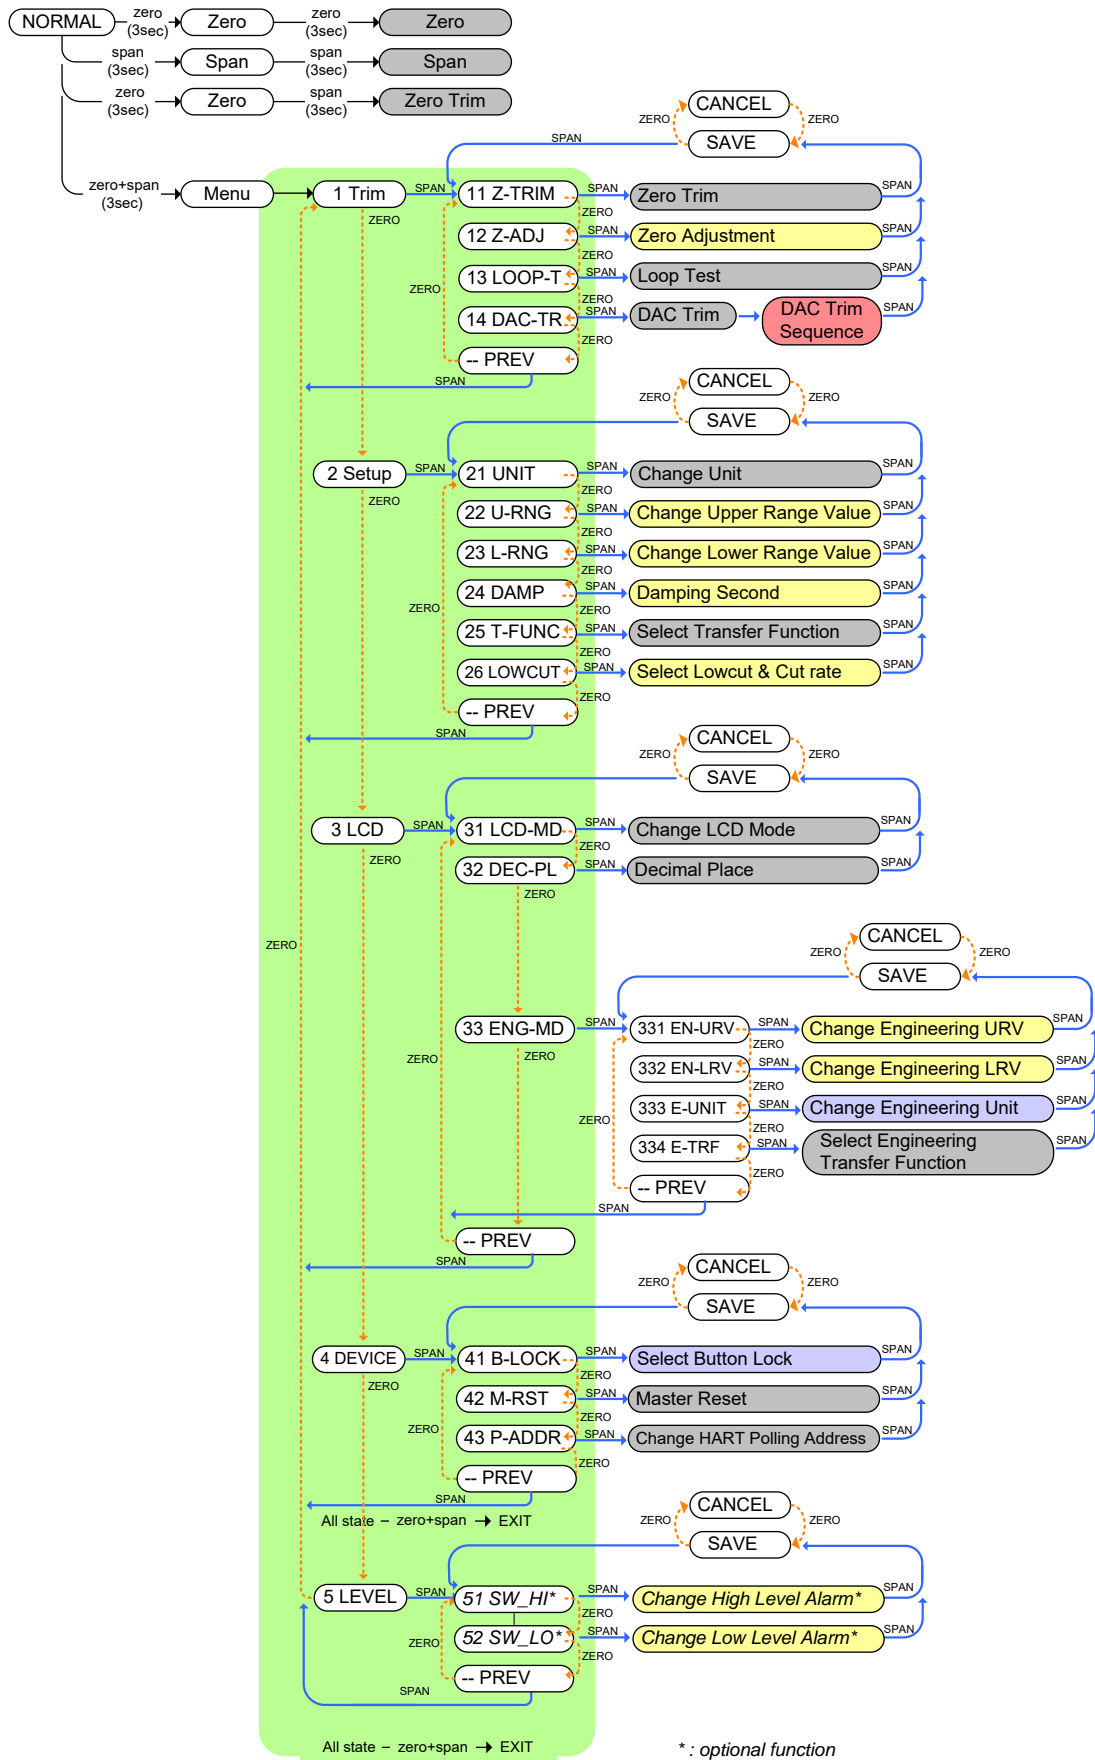 NORMAL zero (3sec) Zero zero (3sec) Zero
span (3sec) Span span (3sec) Span
zero (3sec) Zero span (3sec) Zero Trim
CANCEL
ZERO ZERO
SPAN SAVE
zero+span (3sec) Menu 1 Trim SPAN 11 Z-TRIM SPAN Zero Trim SPAN
ZERO ZERO
12 Z-ADJ SPAN Zero Adjustment SPAN
ZERO
ZERO 13 LOOP-T SPAN Loop Test SPAN
ZERO
14 DAC-TR SPAN DAC Trim DAC Trim Sequence SPAN
ZERO
-- PREV
SPAN
CANCEL
ZERO ZERO
SAVE
2 Setup SPAN 21 UNIT SPAN Change Unit SPAN
ZERO ZERO
22 U-RNG SPAN Change Upper Range Value SPAN
ZERO
23 L-RNG SPAN Change Lower Range Value SPAN
ZERO
ZERO 24 DAMP SPAN Damping Second SPAN
ZERO
25 T-FUNC SPAN Select Transfer Function SPAN
ZERO
26 LOWCUT SPAN Select Lowcut & Cut rate SPAN
ZERO
-- PREV
SPAN
CANCEL
ZERO ZERO
SAVE
3 LCD SPAN 31 LCD-MD SPAN Change LCD Mode SPAN
ZERO ZERO
32 DEC-PL SPAN Decimal Place SPAN
ZERO
ZERO
CANCEL
ZERO ZERO
SAVE
33 ENG-MD SPAN 331 EN-URV SPAN Change Engineering URV SPAN
ZERO ZERO
ZERO 332 EN-LRV SPAN Change Engineering LRV SPAN
ZERO
333 E-UNIT SPAN Change Engineering Unit SPAN
ZERO ZERO
334 E-TRF SPAN Select Engineering Transfer Function SPAN
ZERO
-- PREV
SPAN
-- PREV
SPAN
CANCEL
ZERO ZERO
SAVE
4 DEVICE SPAN 41 B-LOCK SPAN Select Button Lock SPAN
ZERO ZERO
42 M-RST SPAN Master Reset SPAN
ZERO ZERO
43 P-ADDR SPAN Change HART Polling Address SPAN
ZERO
-- PREV
SPAN
All state – zero+span EXIT
CANCEL
ZERO ZERO
SAVE
5 LEVEL SPAN 51 SW_HI* SPAN Change High Level Alarm* SPAN
ZERO
ZERO 52 SW_LO* SPAN Change Low Level Alarm* SPAN
ZERO
-- PREV
SPAN
All state – zero+span EXIT
* : optional function